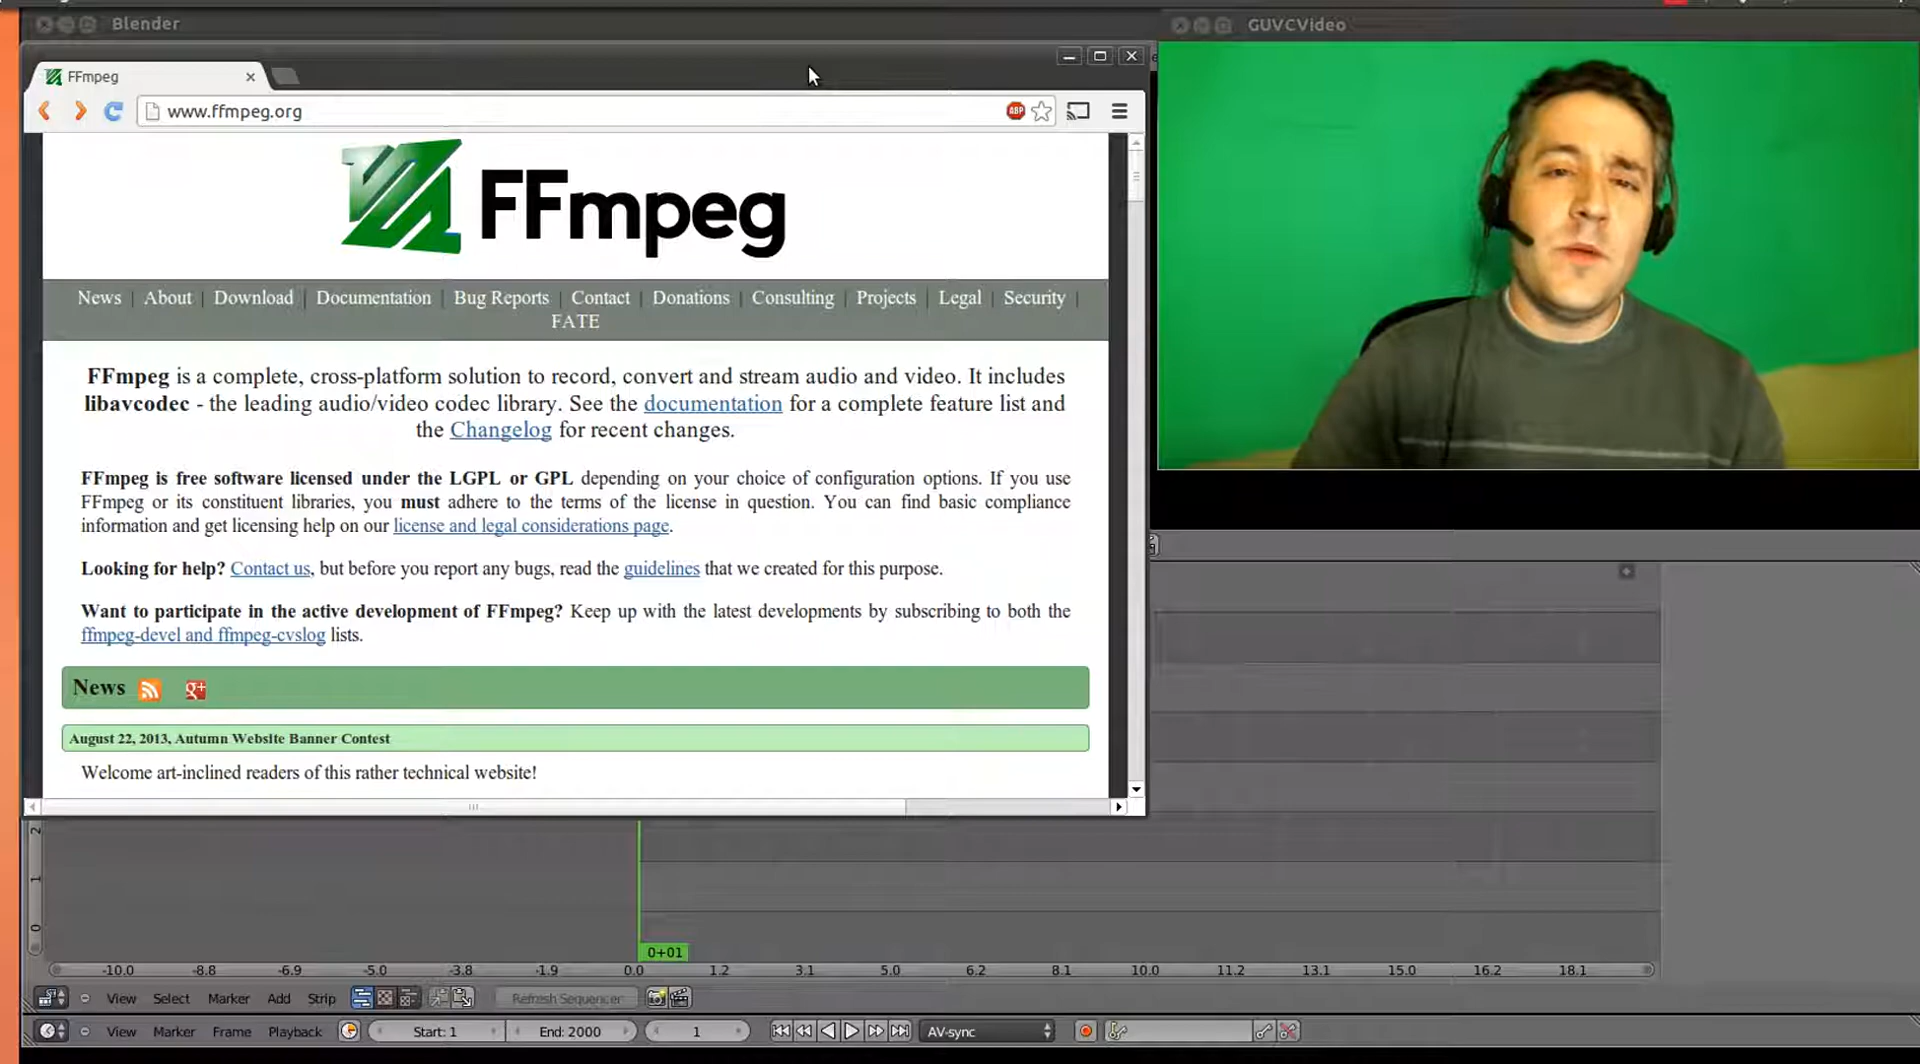 Blender
GUVCVideo
FFmpeg
www.ffmpeg.org
ABP
FFmpeg
News | About | Download | Documentation | Bug Reports | Contact | Donations | Consulting | Projects | Legal | Security |
FATE
FFmpeg is a complete, cross-platform solution to record, convert and stream audio and video. It includes
libavcodec - the leading audio/video codec library. See the documentation for a complete feature list and
the Changelog for recent changes.
FFmpeg is free software licensed under the LGPL or GPL depending on your choice of configuration options. If you use
FFmpeg or its constituent libraries, you must adhere to the terms of the license in question. You can find basic compliance
information and get licensing help on our license and legal considerations page.
Looking for help? Contact us, but before you report any bugs, read the guidelines that we created for this purpose.
Want to participate in the active development of FFmpeg? Keep up with the latest developments by subscribing to both the
ffmpeg-devel and ffmpeg-cvslog lists.
News g+
August 22, 2013, Autumn Website Banner Contest
Welcome art-inclined readers of this rather technical website!
2
1
0
0+01
-10.0 -8.8 -6.9 -5.0 -3.8 -1.9 0.0 1.2 3.1 5.0 6.2 8.1 10.0 11.2 13.1 15.0 16.2 18.1
View Select Marker Add Strip Refresh Sequencer
View Marker Frame Playback Start: 1 End: 2000 1 AV-sync